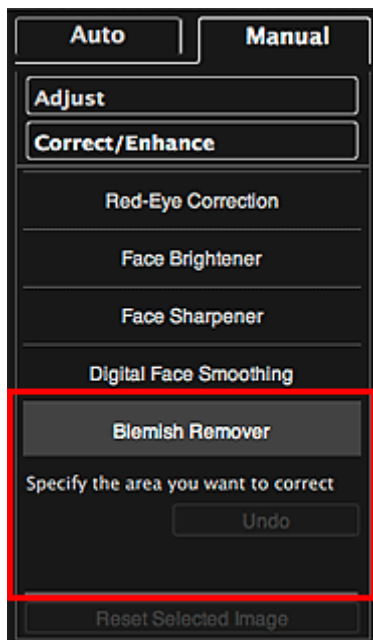 Auto
Manual
Adjust
Correct/Enhance
Red-Eye Correction
Face Brightener
Face Sharpener
Digital Face Smoothing
Blemish Remover
Specify the area you want to correct
Undo
Reset Selected Image